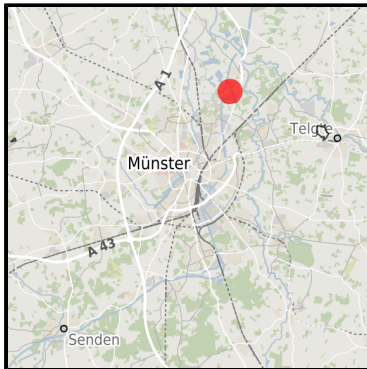 A 1
Telgte
Münster
A 43
Senden